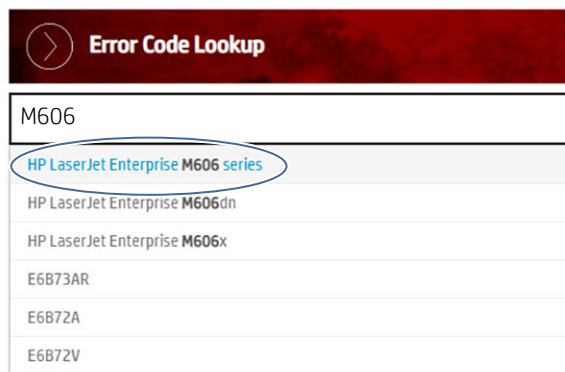 Error Code Lookup
M606
HP LaserJet Enterprise M606 series
HP LaserJet Enterprise M606dn
HP LaserJet Enterprise M606x
E6B73AR
E6B72A
E6B72V